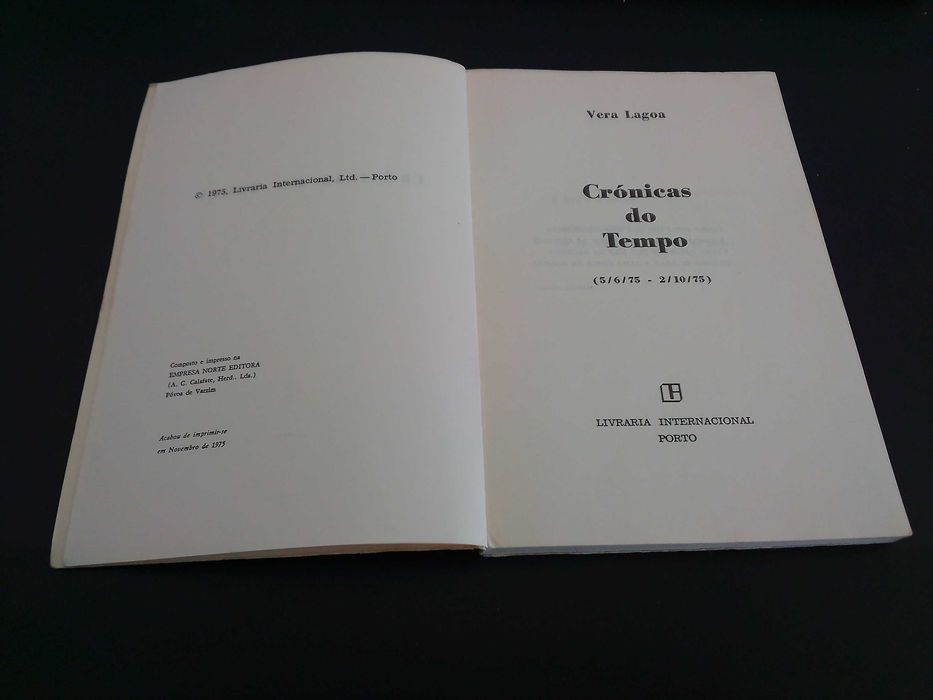 © 1975, Livraria Internacional, Ltd. — Porto
Composto e impresso na
EMPRESA NORTE EDITORA
(A. C. Calafate, Herd.. Lda.)
Póvoa de Varzim
Acabou de imprimir-se
em Novembro de 1975
Vera Lagoa
Crónicas
do
Tempo
(5/6/75 - 2/10/75)
LIVRARIA INTERNACIONAL
PORTO